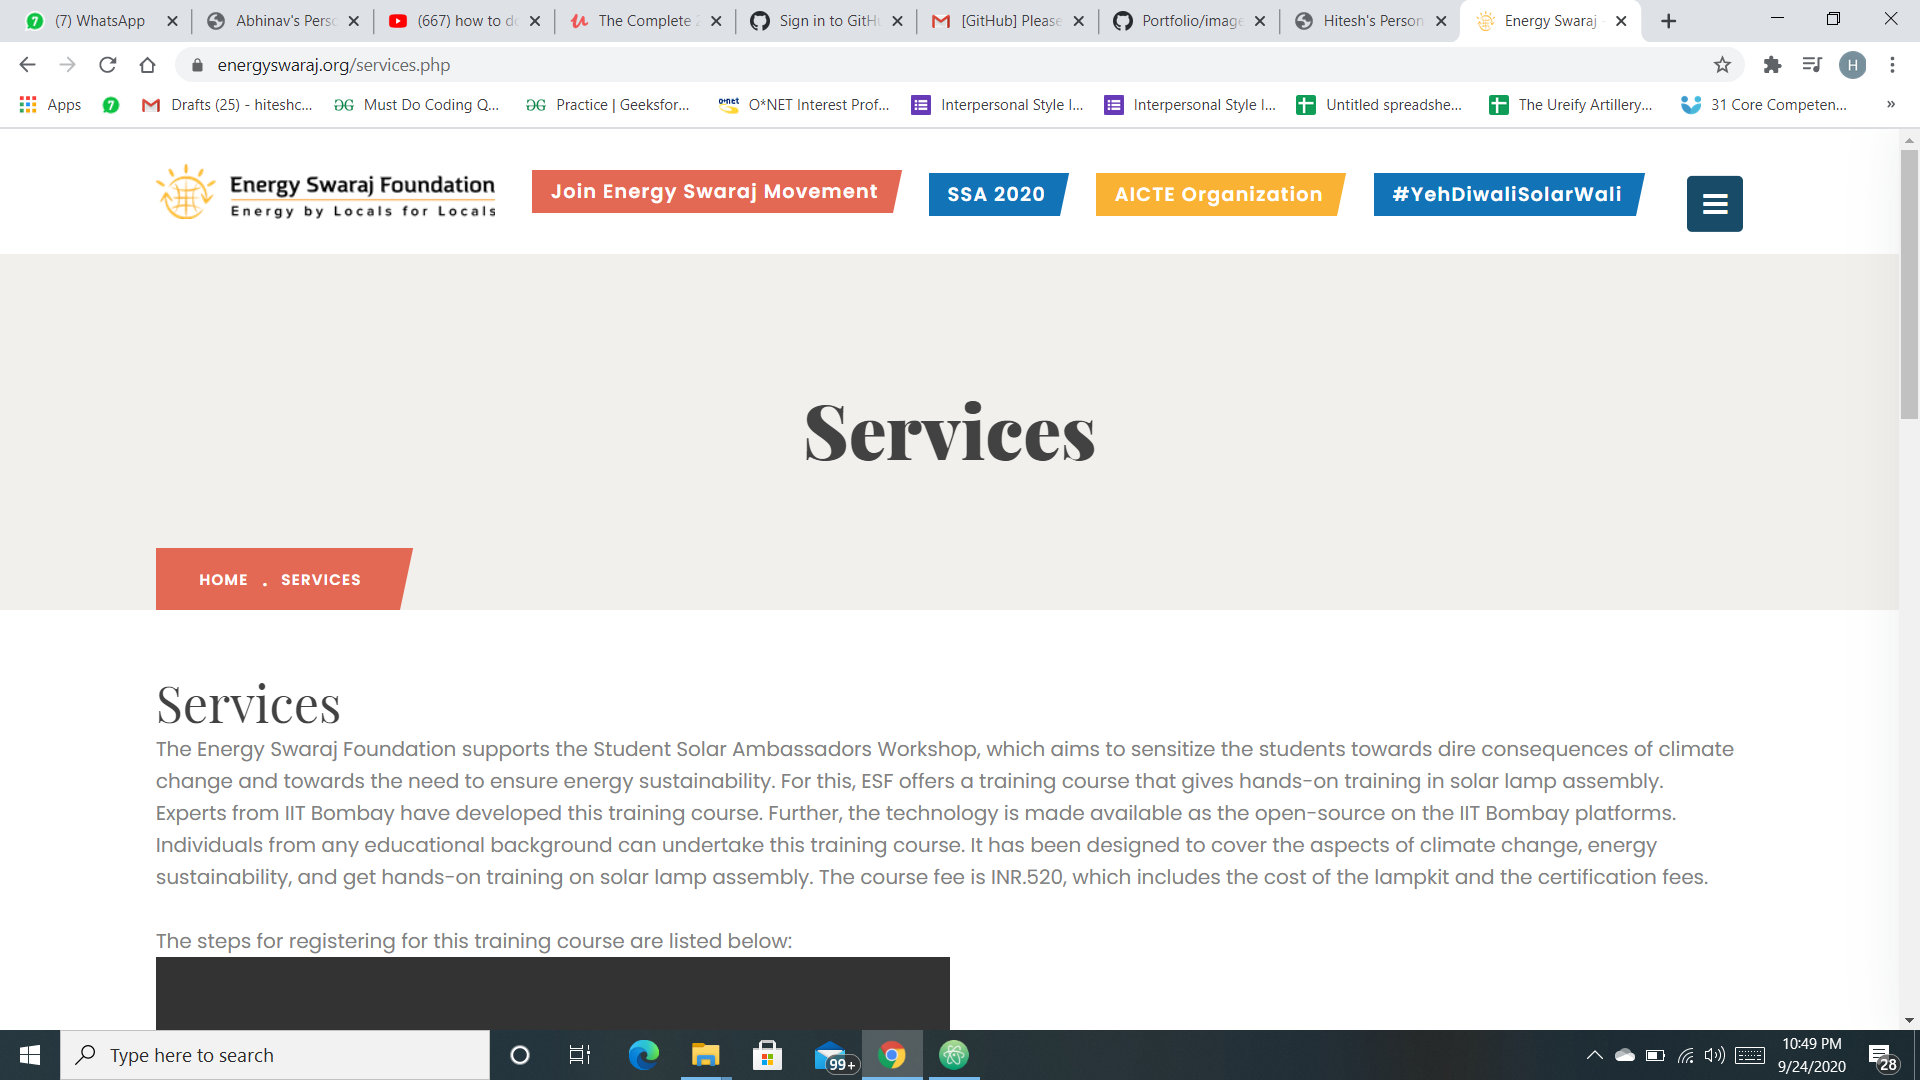 (7) WhatsApp
Abhinav's Perso
(667) how to do
The Complete 2
Sign in to GitHu
[GitHub] Please
Portfolio/image
Hitesh's Person
Energy Swaraj
energyswaraj.org/services.php
H
Apps
Drafts (25) - hiteshc...
Must Do Coding Q...
Practice | Geeksfor...
O*NET Interest Prof...
Interpersonal Style I...
Interpersonal Style I...
Untitled spreadshe...
The Ureify Artillery...
31 Core Competen...
»
Energy Swaraj Foundation
Energy by Locals for Locals
Join Energy Swaraj Movement
SSA 2020
AICTE Organization
#YehDiwaliSolarWali
Services
HOME . SERVICES
Services
The Energy Swaraj Foundation supports the Student Solar Ambassadors Workshop, which aims to sensitize the students towards dire consequences of climate
change and towards the need to ensure energy sustainability. For this, ESF offers a training course that gives hands-on training in solar lamp assembly.
Experts from IIT Bombay have developed this training course. Further, the technology is made available as the open-source on the IIT Bombay platforms.
Individuals from any educational background can undertake this training course. It has been designed to cover the aspects of climate change, energy
sustainability, and get hands-on training on solar lamp assembly. The course fee is INR.520, which includes the cost of the lampkit and the certification fees.
The steps for registering for this training course are listed below:
Type here to search
99+
10:49 PM
9/24/2020
28